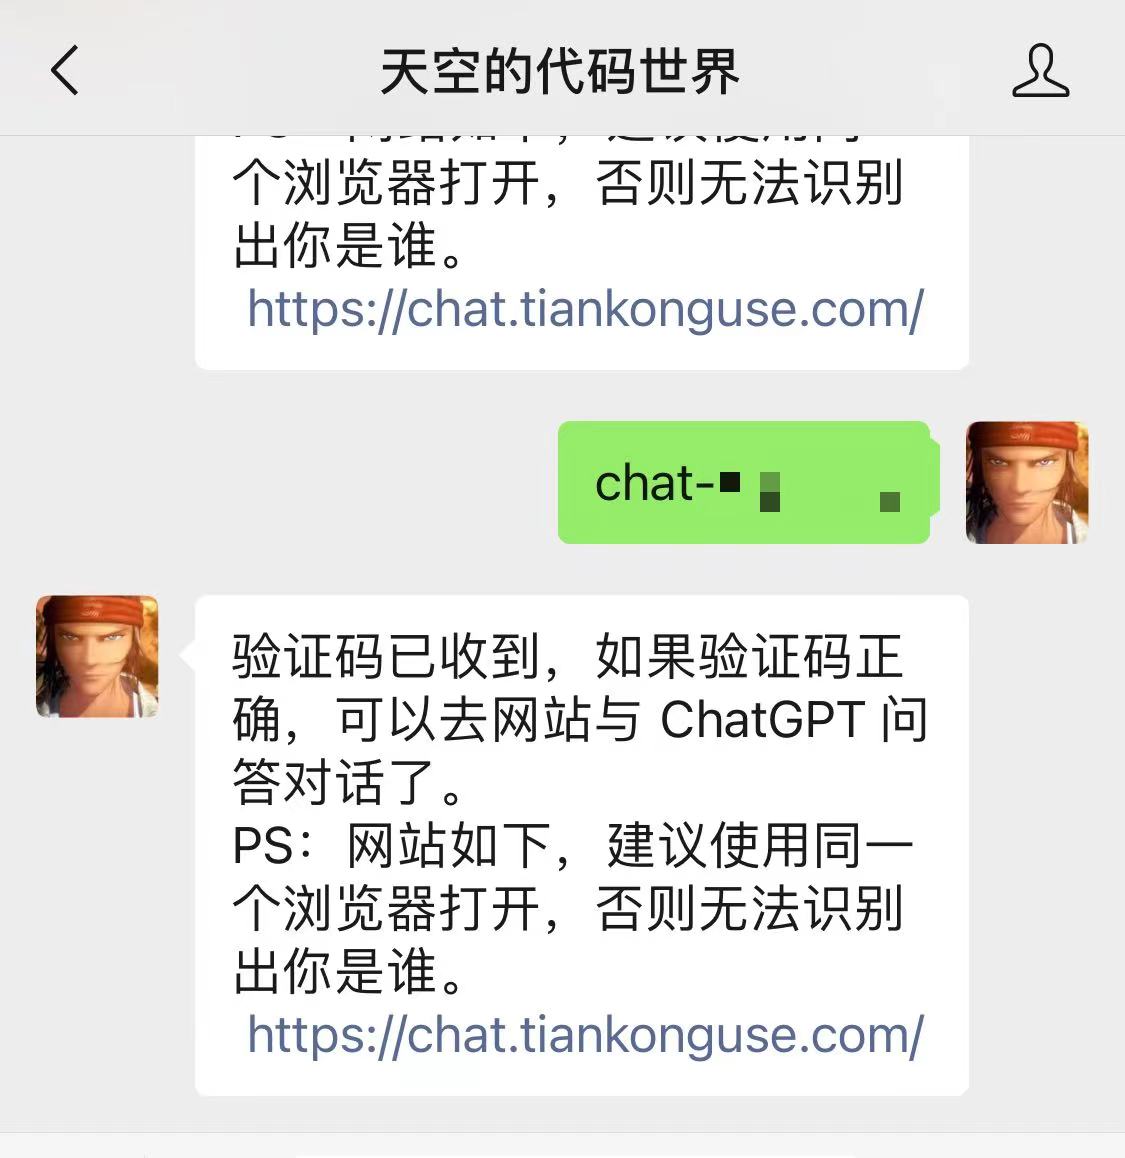 天空的代码世界
个浏览器打开，否则无法识别
出你是谁。
https://chat.tiankonguse.com/
chat-
验证码已收到，如果验证码正
确，可以去网站与 ChatGPT 问
答对话了。
PS：网站如下，建议使用同一
个浏览器打开，否则无法识别
出你是谁。
https://chat.tiankonguse.com/